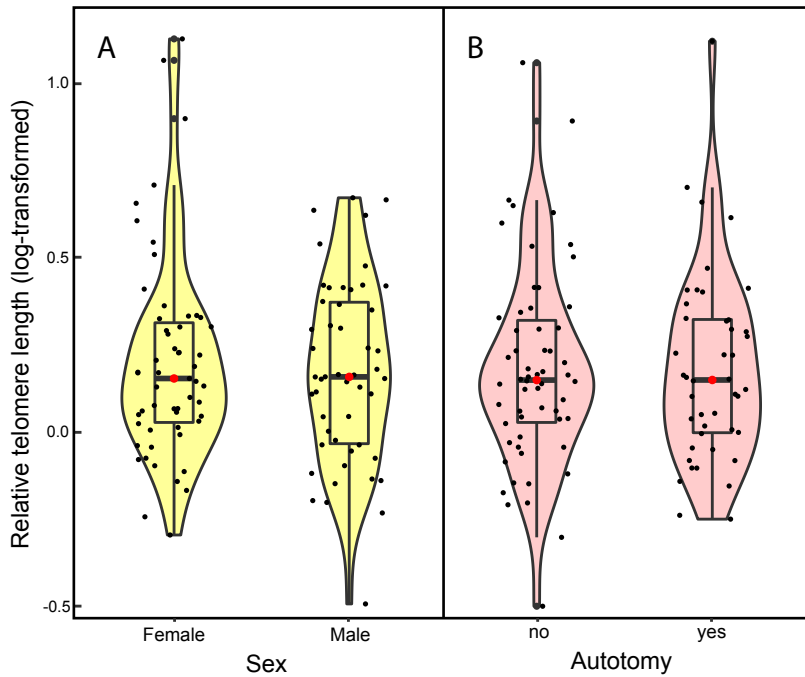 A
B
Relative telomere length (log-transformed)
1.0
0.5
0.0
-0.5
Female
Male
no
yes
Sex
Autotomy